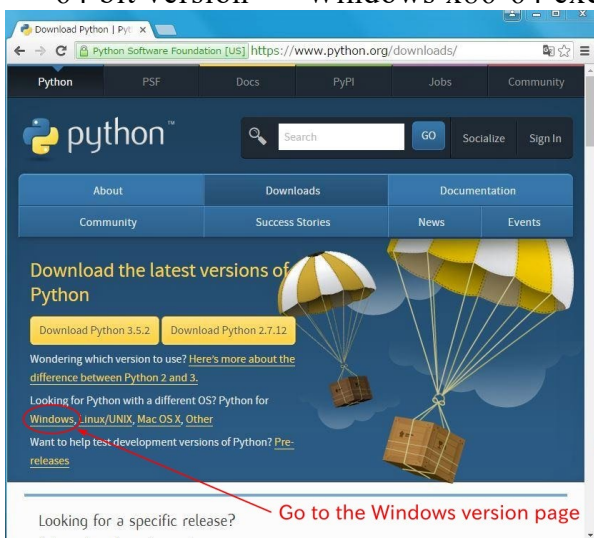 Download Python | Pyt
Python Software Foundation [US] https://www.python.org/downloads/
Python PSF Docs PyPI Jobs Community
python™
Search GO Socialize Sign In
About Downloads Documentation
Community Success Stories News Events
Download the latest versions of
Python
Download Python 3.5.2 Download Python 2.7.12
Wondering which version to use? Here's more about the
difference between Python 2 and 3.
Looking for Python with a different OS? Python for
Windows, Linux/UNIX, Mac OS X, Other
Want to help test development versions of Python? Pre-
releases
Go to the Windows version page
Looking for a specific release?